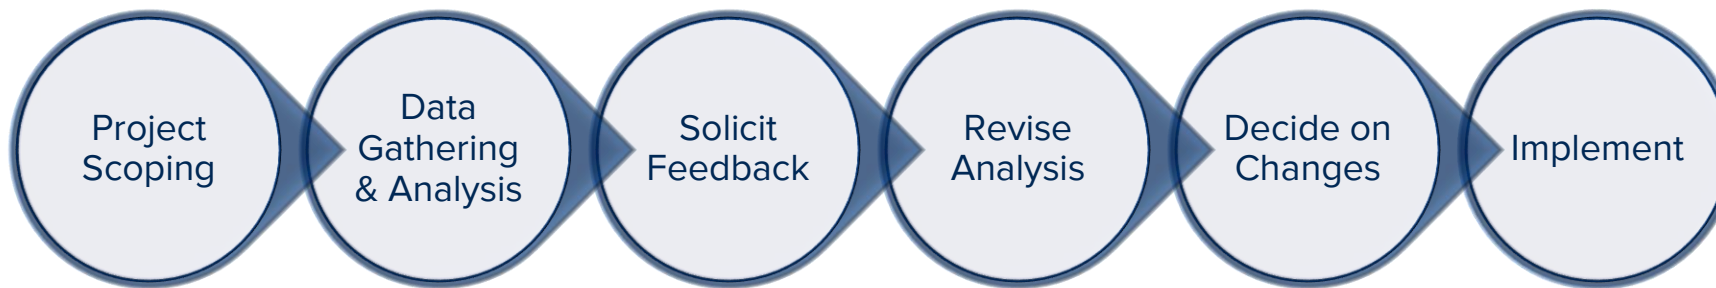 Project
Scoping
Data
Gathering
& Analysis
Solicit
Feedback
Revise
Analysis
Decide on
Changes
Implement